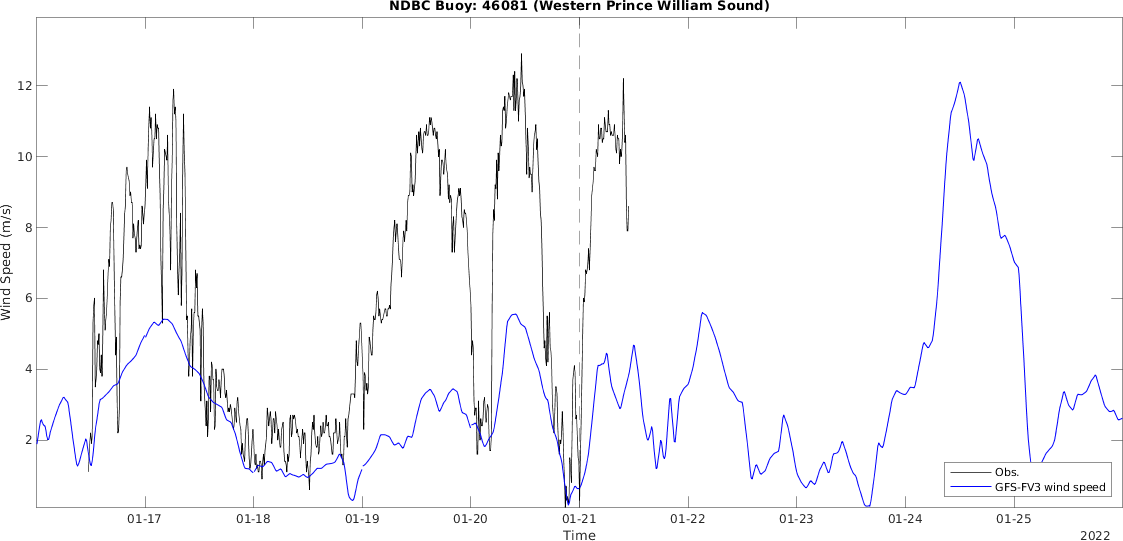 NDBC Buoy: 46081 (Western Prince William Sound)
Wind Speed (m/s)
12
10
8
6
4
2
Obs.
GFS-FV3 wind speed
01-17 01-18 01-19 01-20 01-21 01-22 01-23 01-24 01-25
Time
2022